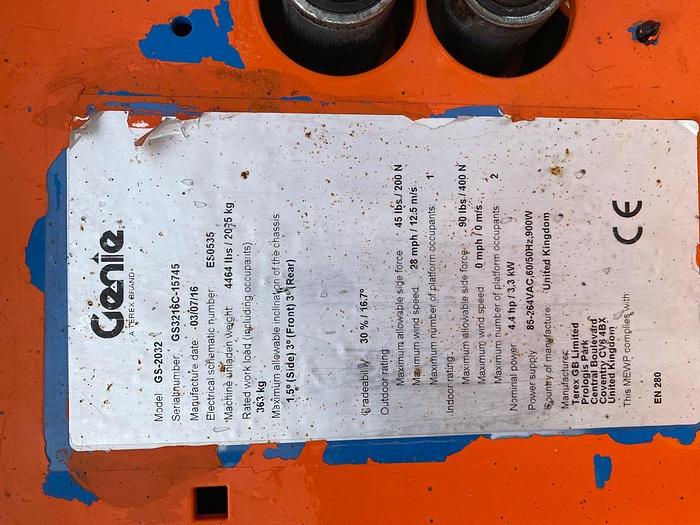 Genie
A TEREX BRAND
Model: GS-2032
Serial number: GS3216C-15745
Manufacture date: 03/07/16
Electrical schematic number: ES0535
Machine unladen weight: 4464 lbs / 2025 kg
Rated work load (including occupants):
363 kg
Maximum allowable inclination of the chassis
1.5° (Side) 3° (Front) 3° (Rear)
Gradeability 30 % / 16.7°
Outdoor rating
Maximum allowable side force 45 lbs / 200 N
Maximum wind speed 28 mph / 12.5 m/s
Maximum number of platform occupants: 1
Indoor rating
Maximum allowable side force: 90 lbs / 400 N
Maximum wind speed 0 mph / 0 m/s
Maximum number of platform occupants 2
Nominal power 4.4 hp / 3.3 kW
Power supply 85-264VAC,60/50Hz,900W
Country of manufacture United Kingdom
Manufacturer
Terex GB Limited
Prologis Park
Central Boulevard
Coventry CV6 4BX
United Kingdom
This MEWP complies with
CE
EN 280